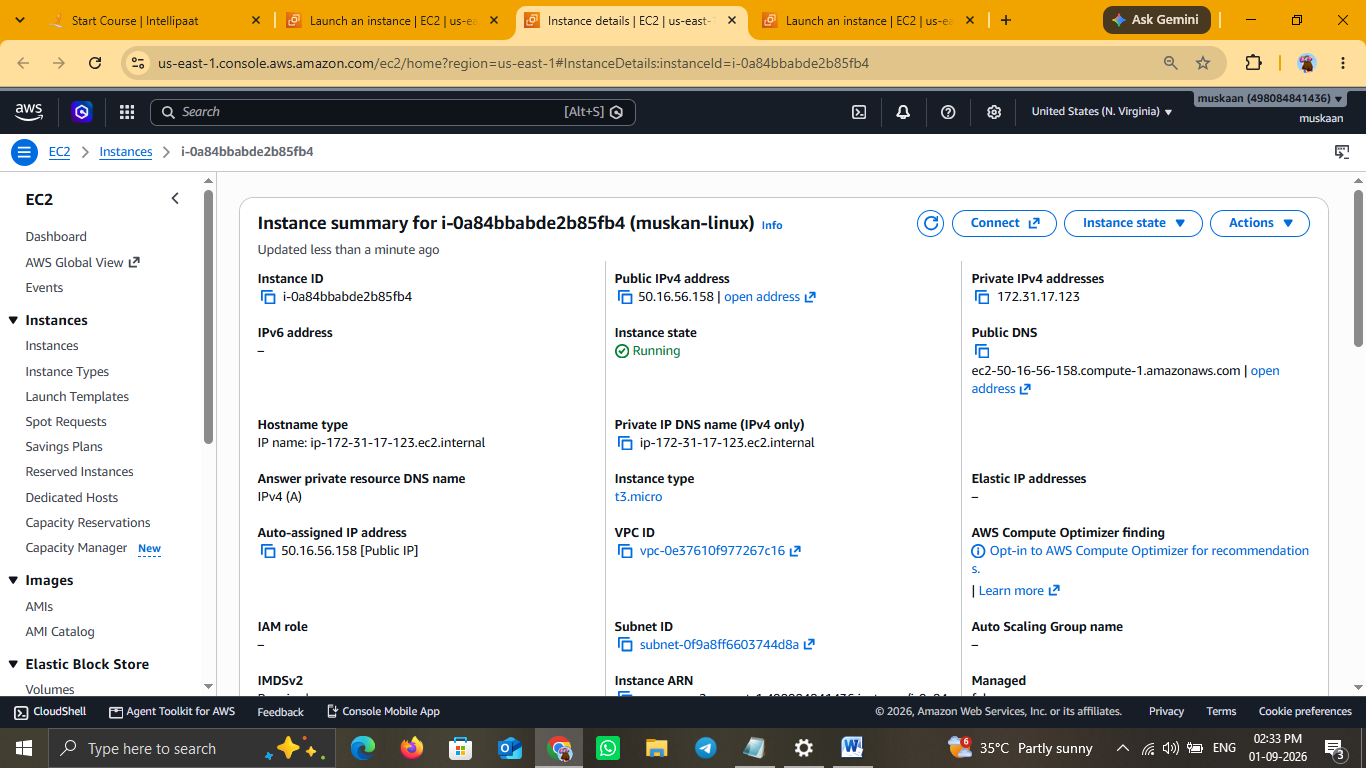 Start Course | Intellipaat
Launch an instance | EC2 | us-ea
Instance details | EC2 | us-east-
Launch an instance | EC2 | us-ea
Ask Gemini
us-east-1.console.aws.amazon.com/ec2/home?region=us-east-1#InstanceDetails:instanceId=i-0a84bbabde2b85fb4
aws
Search
[Alt+S]
United States (N. Virginia)
muskaan (498084841436)
muskaan
EC2
Instances
i-0a84bbabde2b85fb4
EC2
Dashboard
AWS Global View
Events
Instances
Instances
Instance Types
Launch Templates
Spot Requests
Savings Plans
Reserved Instances
Dedicated Hosts
Capacity Reservations
Capacity Manager New
Images
AMIs
AMI Catalog
Elastic Block Store
Volumes
Instance summary for i-0a84bbabde2b85fb4 (muskan-linux) Info
Updated less than a minute ago
Connect
Instance state
Actions
Instance ID
i-0a84bbabde2b85fb4
Public IPv4 address
50.16.56.158 | open address
Private IPv4 addresses
172.31.17.123
IPv6 address
–
Instance state
Running
Public DNS
ec2-50-16-56-158.compute-1.amazonaws.com | open
address
Hostname type
IP name: ip-172-31-17-123.ec2.internal
Private IP DNS name (IPv4 only)
ip-172-31-17-123.ec2.internal
Answer private resource DNS name
IPv4 (A)
Instance type
t3.micro
Elastic IP addresses
–
Auto-assigned IP address
50.16.56.158 [Public IP]
VPC ID
vpc-0e37610f977267c16
AWS Compute Optimizer finding
Opt-in to AWS Compute Optimizer for recommendation
s.
| Learn more
IAM role
–
Subnet ID
subnet-0f9a8ff6603744d8a
Auto Scaling Group name
–
IMDSv2
Instance ARN
Managed
CloudShell
Agent Toolkit for AWS
Feedback
Console Mobile App
© 2026, Amazon Web Services, Inc. or its affiliates.
Privacy
Terms
Cookie preferences
Type here to search
6
35°C Partly sunny
ENG
02:33 PM
01-09-2026
3